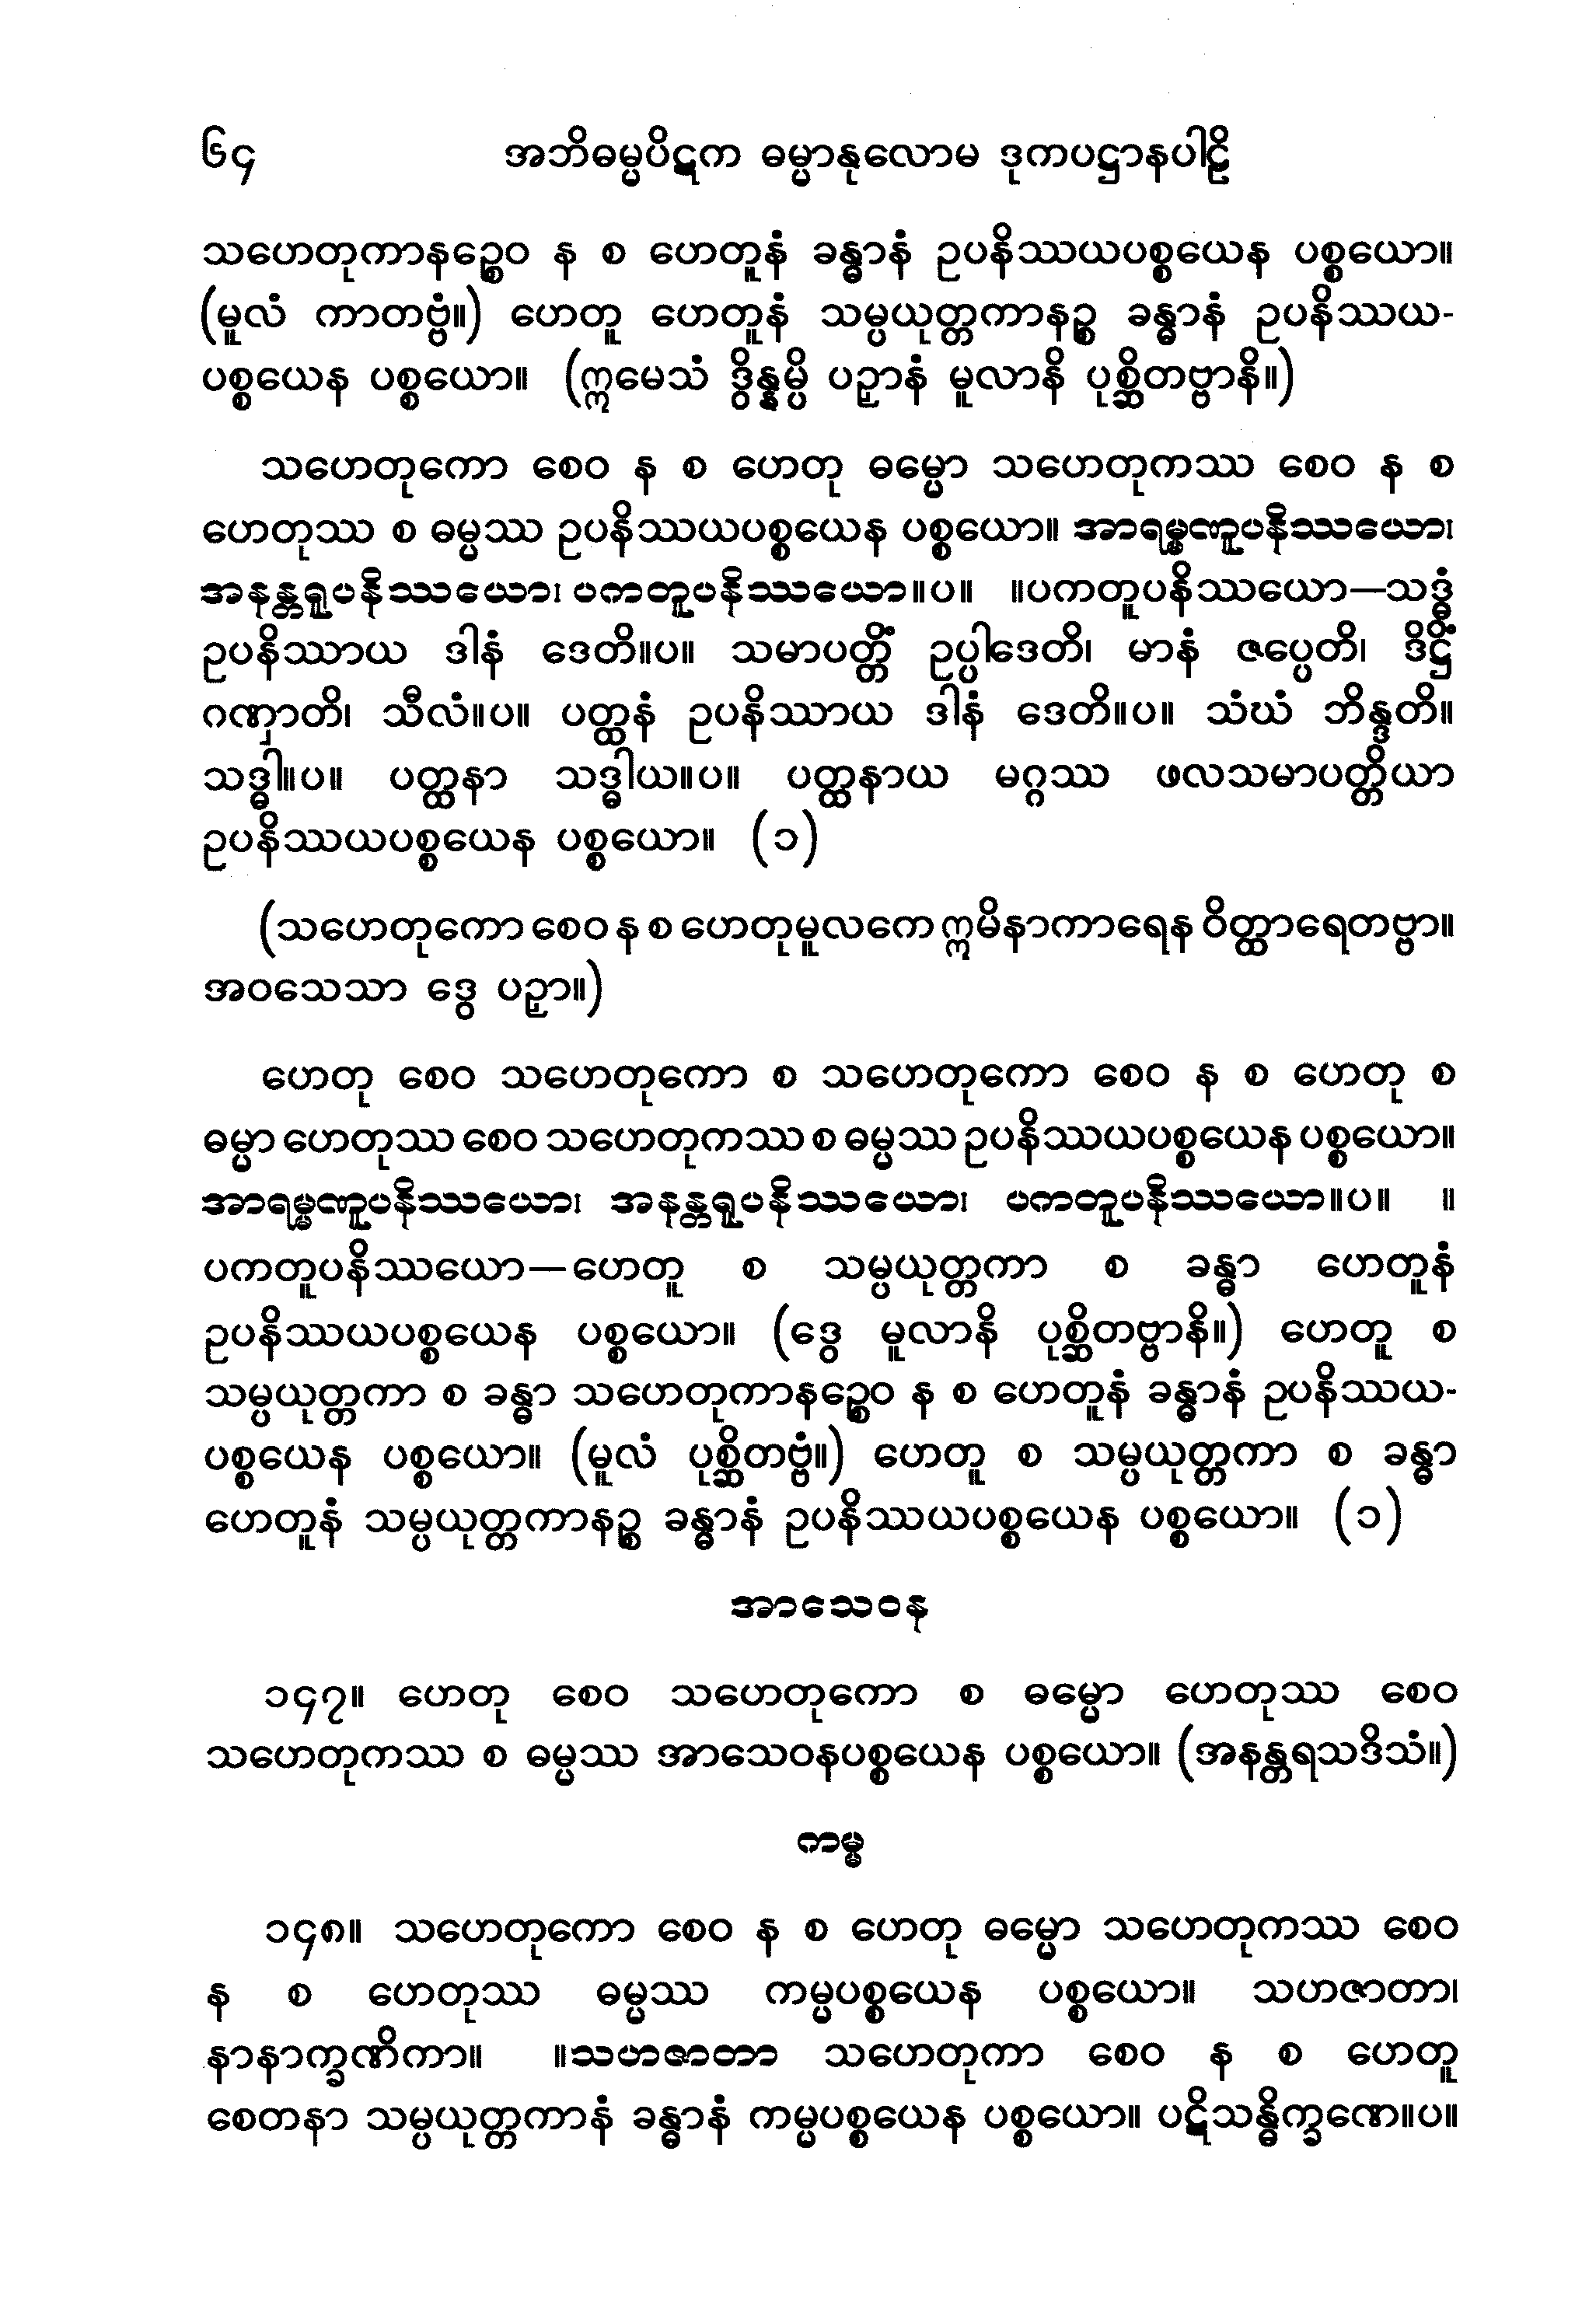 ၆၄ အဘိဓမ္မပိဋက ဓမ္မာနုလောမ ဒုကပဋ္ဌာနပါဠိ
သဟေတုကာနဉ္စေဝ န စ ဟေတူနံ ခန္ဓာနံ ဥပနိဿယပစ္စယေန ပစ္စယော။
(မူလံ ကာတဗ္ဗံ။) ဟေတူ ဟေတူနံ သမ္ပယုတ္တကာနဉ္စ ခန္ဓာနံ ဥပနိဿယ-
ပစ္စယေန ပစ္စယော။ (ဣမေသံ ဒွိန္နမ္ပိ ပဉှာနံ မူလာနိ ပုစ္ဆိတဗ္ဗာနိ။)
သဟေတုကော စေဝ န စ ဟေတု ဓမ္မော သဟေတုကဿ စေဝ န စ
ဟေတုဿ စ ဓမ္မဿ ဥပနိဿယပစ္စယေန ပစ္စယော။ အာရမ္မဏူပနိဿယော၊
အနန္တရူပနိဿယော၊ ပကတူပနိဿယော။ပ။ ။ပကတူပနိဿယော—သဒ္ဓံ
ဥပနိဿာယ ဒါနံ ဒေတိ။ပ။ သမာပတ္တိံ ဥပ္ပါဒေတိ၊ မာနံ ဇပ္ပေတိ၊ ဒိဋ္ဌိံ
ဂဏှာတိ၊ သီလံ။ပ။ ပတ္ထနံ ဥပနိဿာယ ဒါနံ ဒေတိ။ပ။ သံဃံ ဘိန္ဒတိ။
သဒ္ဓါ။ပ။ ပတ္ထနာ သဒ္ဓါယ။ပ။ ပတ္ထနာယ မဂ္ဂဿ ဖလသမာပတ္တိယာ
ဥပနိဿယပစ္စယေန ပစ္စယော။ (၁)
(သဟေတုကော စေဝ န စ ဟေတုမူလကေ ဣမိနာကာရေန ဝိတ္ထာရေတဗ္ဗာ။
အဝသေသာ ဒွေ ပဉှာ။)
ဟေတု စေဝ သဟေတုကော စ သဟေတုကော စေဝ န စ ဟေတု စ
ဓမ္မာ ဟေတုဿ စေဝ သဟေတုကဿ စ ဓမ္မဿ ဥပနိဿယပစ္စယေန ပစ္စယော။
အာရမ္မဏူပနိဿယော၊ အနန္တရူပနိဿယော၊ ပကတူပနိဿယော။ပ။ ။
ပကတူပနိဿယော—ဟေတူ စ သမ္ပယုတ္တကာ စ ခန္ဓာ ဟေတူနံ
ဥပနိဿယပစ္စယေန ပစ္စယော။ (ဒွေ မူလာနိ ပုစ္ဆိတဗ္ဗာနိ။) ဟေတူ စ
သမ္ပယုတ္တကာ စ ခန္ဓာ သဟေတုကာနဉ္စေဝ န စ ဟေတူနံ ခန္ဓာနံ ဥပနိဿယ-
ပစ္စယေန ပစ္စယော။ (မူလံ ပုစ္ဆိတဗ္ဗံ။) ဟေတူ စ သမ္ပယုတ္တကာ စ ခန္ဓာ
ဟေတူနံ သမ္ပယုတ္တကာနဉ္စ ခန္ဓာနံ ဥပနိဿယပစ္စယေန ပစ္စယော။ (၁)
အာသေဝန
၁၄၇။ ဟေတု စေဝ သဟေတုကော စ ဓမ္မော ဟေတုဿ စေဝ
သဟေတုကဿ စ ဓမ္မဿ အာသေဝနပစ္စယေန ပစ္စယော။ (အနန္တရသဒိသံ။)
ကမ္မ
၁၄၈။ သဟေတုကော စေဝ န စ ဟေတု ဓမ္မော သဟေတုကဿ စေဝ
န စ ဟေတုဿ ဓမ္မဿ ကမ္မပစ္စယေန ပစ္စယော။ သဟဇာတာ၊
နာနာက္ခဏိကာ။ ။သဟဇာတာ သဟေတုကာ စေဝ န စ ဟေတူ
စေတနာ သမ္ပယုတ္တကာနံ ခန္ဓာနံ ကမ္မပစ္စယေန ပစ္စယော။ ပဋိသန္ဓိက္ခဏေ။ပ။